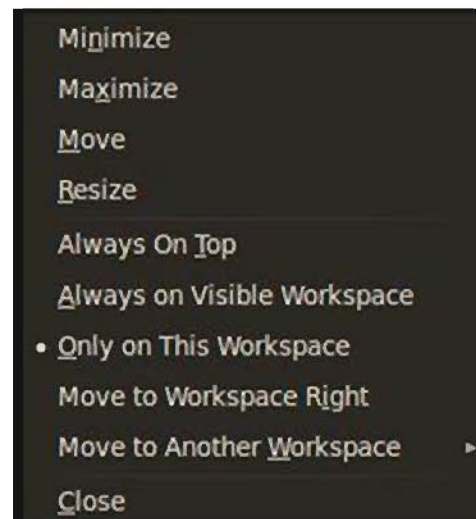 Minimize
Maximize
Move
Resize
Always On Top
Always on Visible Workspace
Only on This Workspace
Move to Workspace Right
Move to Another Workspace
Close